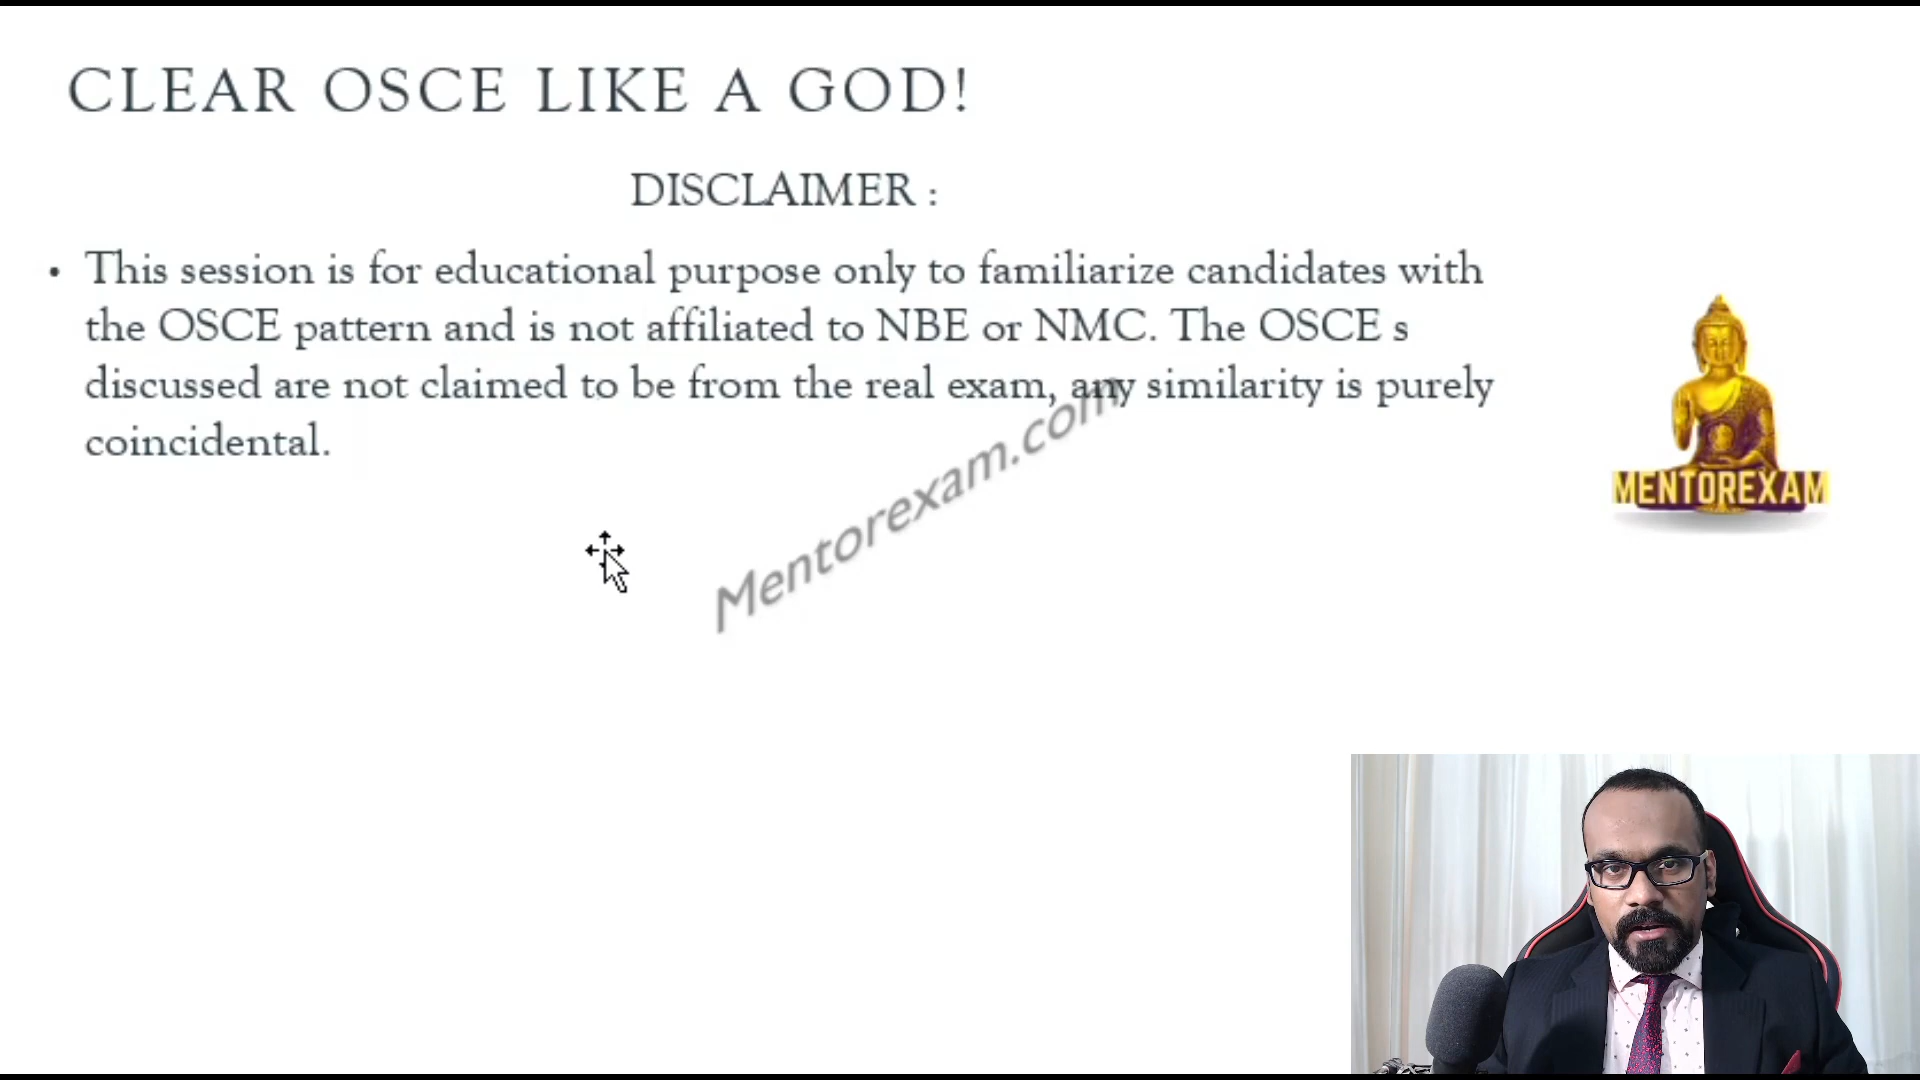 CLEAR OSCE LIKE A GOD!
DISCLAIMER :
• This session is for educational purpose only to familiarize candidates with
the OSCE pattern and is not affiliated to NBE or NMC. The OSCE s
discussed are not claimed to be from the real exam, any similarity is purely
coincidental.
Mentorexam.com
MENTOREXAM